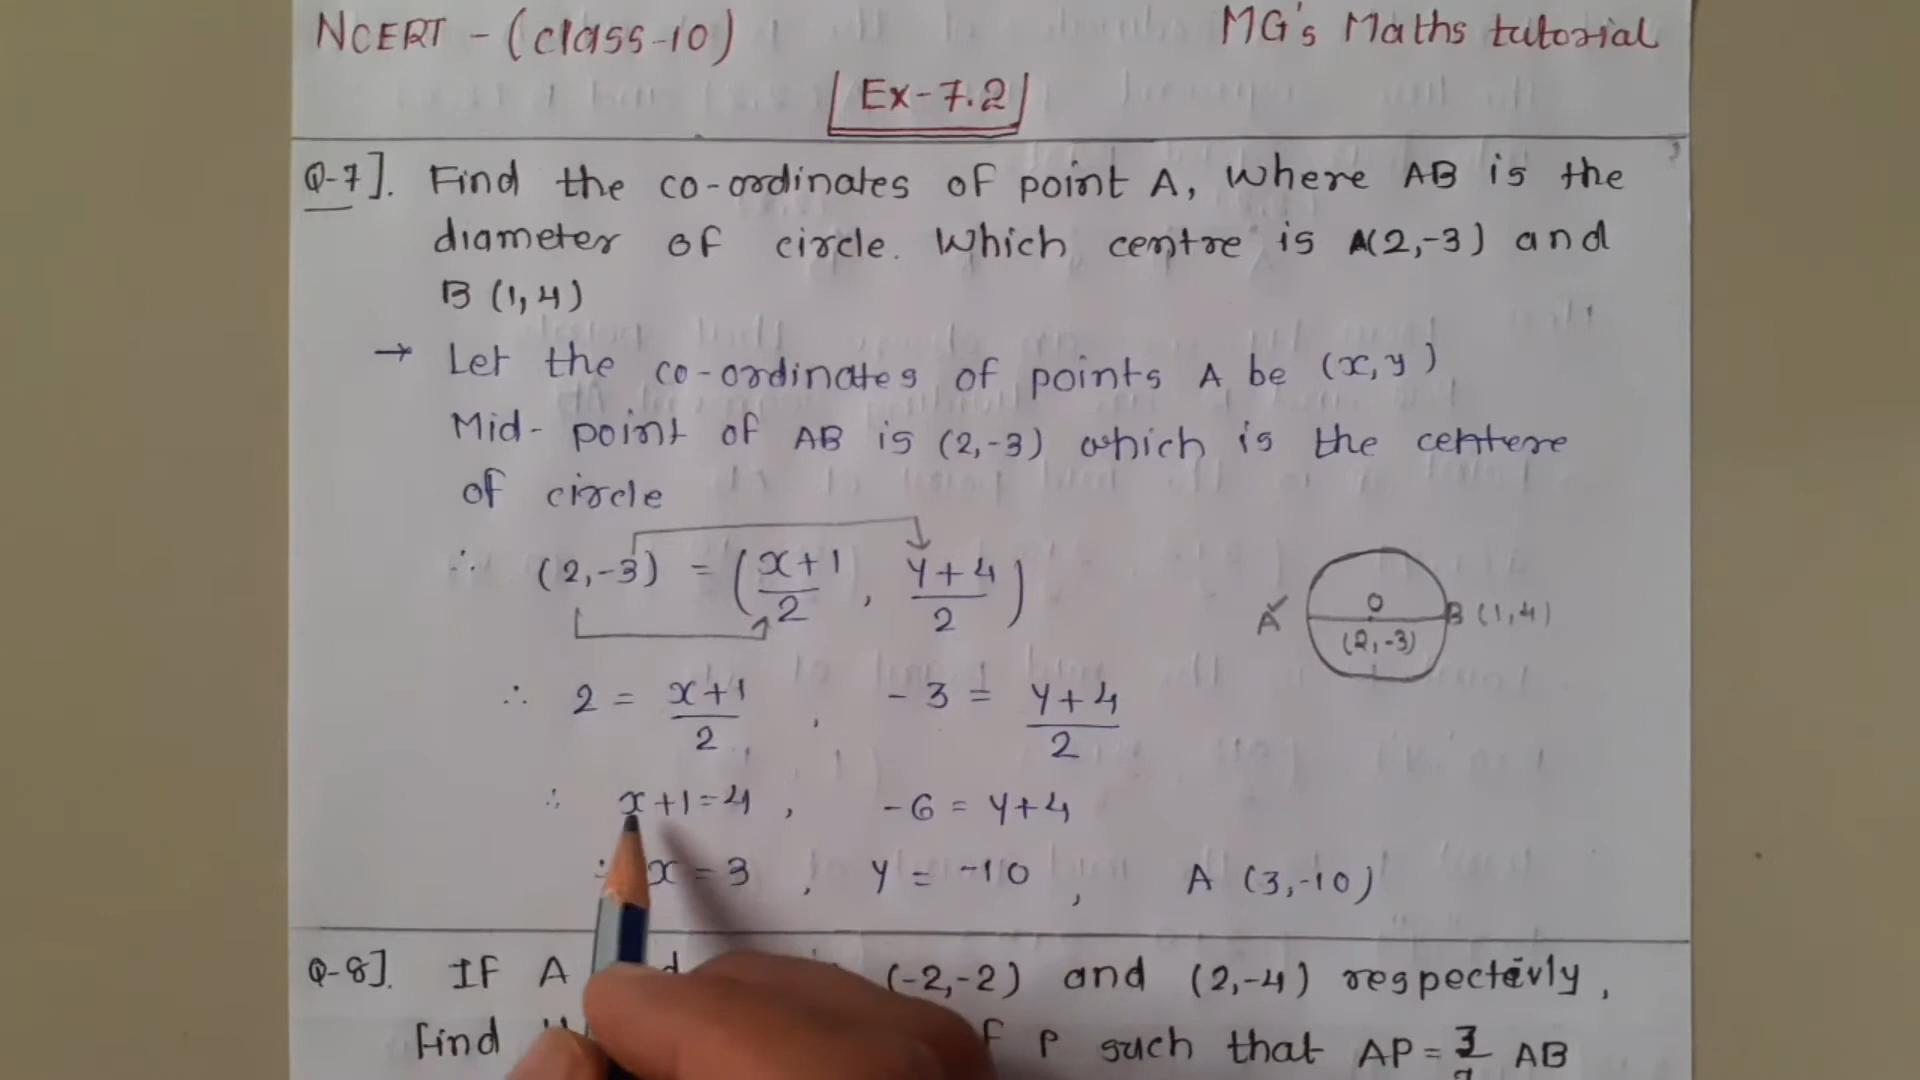 NCERT - (class-10)
MG's Maths tutorial
Ex-7.2
Q-7]. Find the co-ordinates of point A, where AB is the
diameter of circle. Which centre is A(2,-3) and
B (1,4)
→ Let the co-ordinates of points A be (x,y)
Mid-point of AB is (2,-3) which is the centere
of circle
∴ (2,-3) = (x+1/2, y+4/2)
A O B (1,4)
(2,-3)
∴ 2 = x+1/2, -3 = y+4/2
∴ x+1=4, -6 = y+4
∴ x = 3, y = -10, A (3,-10)
Q-8]. If A (-2,-2) and (2,-4) respectivly,
Find P such that AP = 3 AB